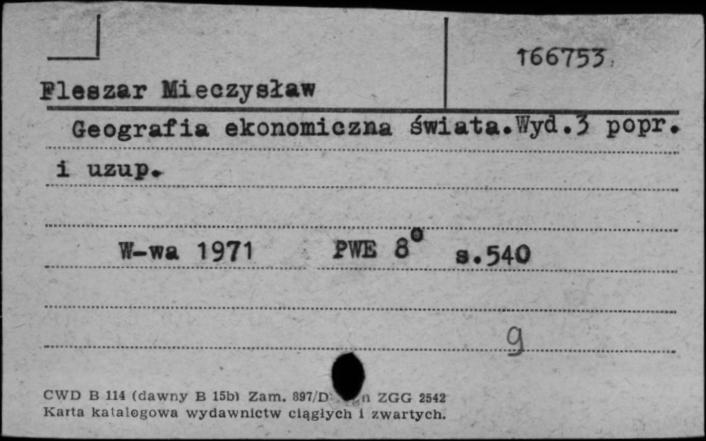 166753
Fleszar Mieczysław
Geografia ekonomiczna świata.Wyd.3 popr.
i uzup.
W-wa 1971 PWE 8° s.540
g
CWD B 114 (dawny B 15b) Zam. 897/D ZGG 2542
Karta katalogowa wydawnictw ciągłych i zwartych.